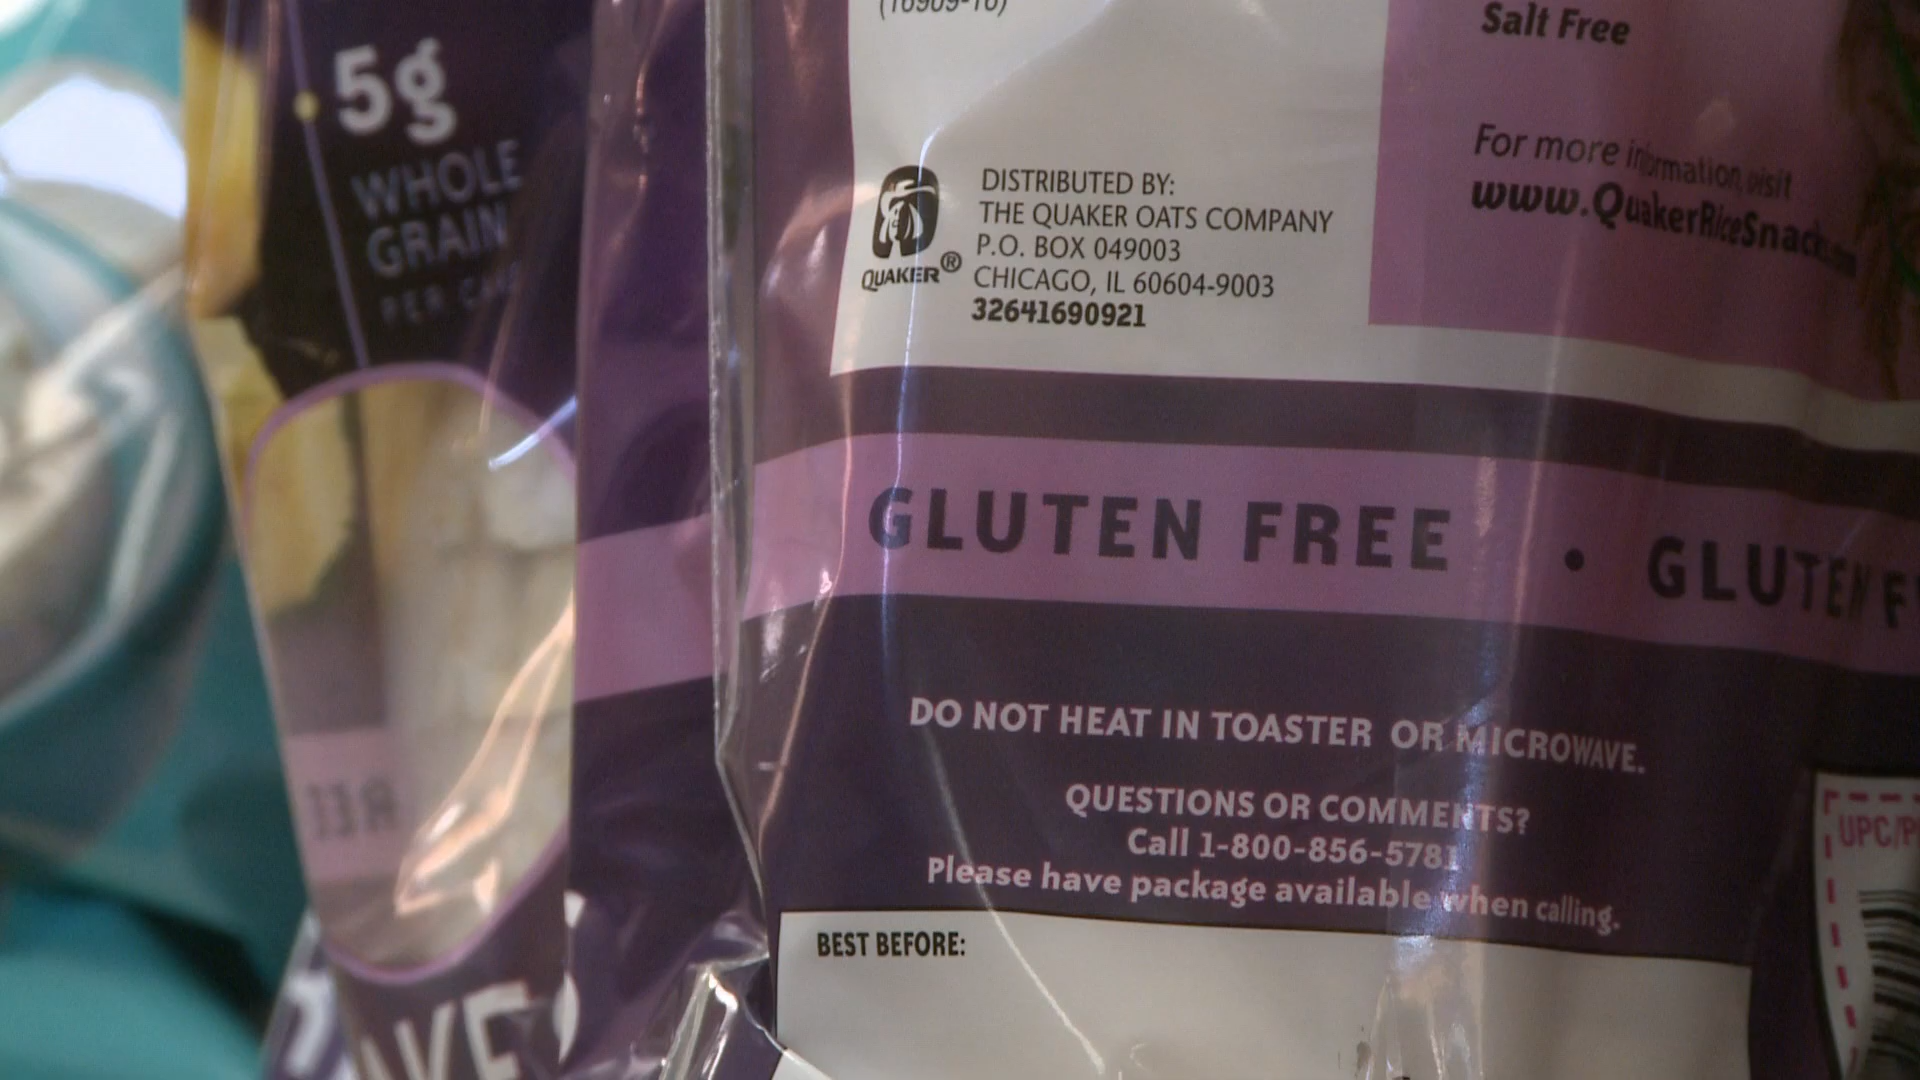 5g
WHOLE
GRAIN
PER
(16909-16)
Salt Free
For more information visit
www.QuakerRiceSnacks
QUAKER®
DISTRIBUTED BY:
THE QUAKER OATS COMPANY
P.O. BOX 049003
CHICAGO, IL 60604-9003
32641690921
GLUTEN FREE • GLUTEN F
DO NOT HEAT IN TOASTER OR MICROWAVE.
QUESTIONS OR COMMENTS?
Call 1-800-856-5781
Please have package available when calling.
BEST BEFORE:
UPC/P